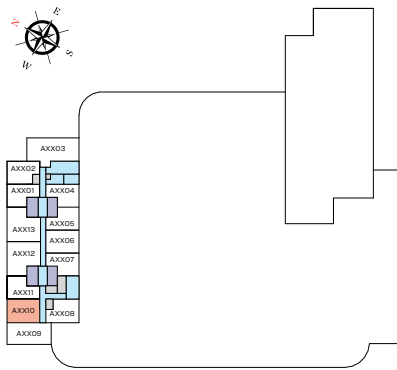 N
E
S
W
AXX03
AXX02
AXX01 AXX04
AXX05
AXX13
AXX06
AXX12
AXX07
AXX11
AXX10 AXX08
AXX09